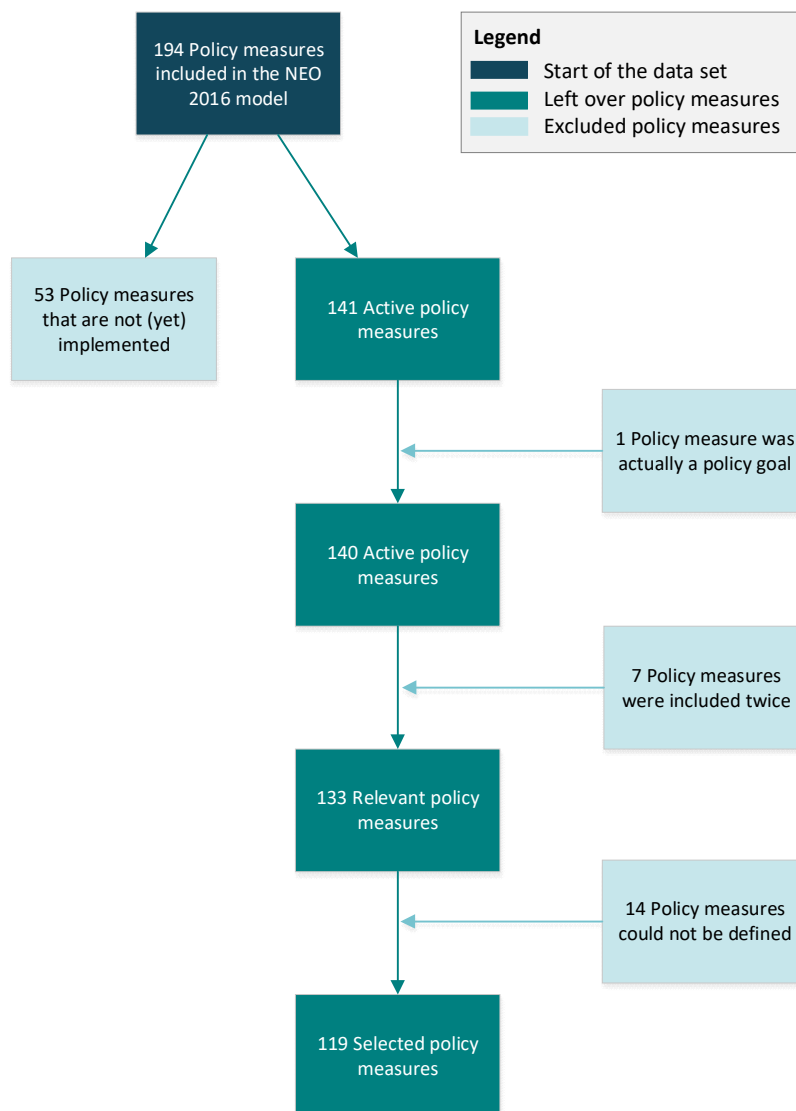 194 Policy measures
included in the NEO
2016 model
Legend
Start of the data set
Left over policy measures
Excluded policy measures
53 Policy measures
that are not (yet)
implemented
141 Active policy
measures
1 Policy measure was
actually a policy goal
140 Active policy
measures
7 Policy measures
were included twice
133 Relevant policy
measures
14 Policy measures
could not be defined
119 Selected policy
measures